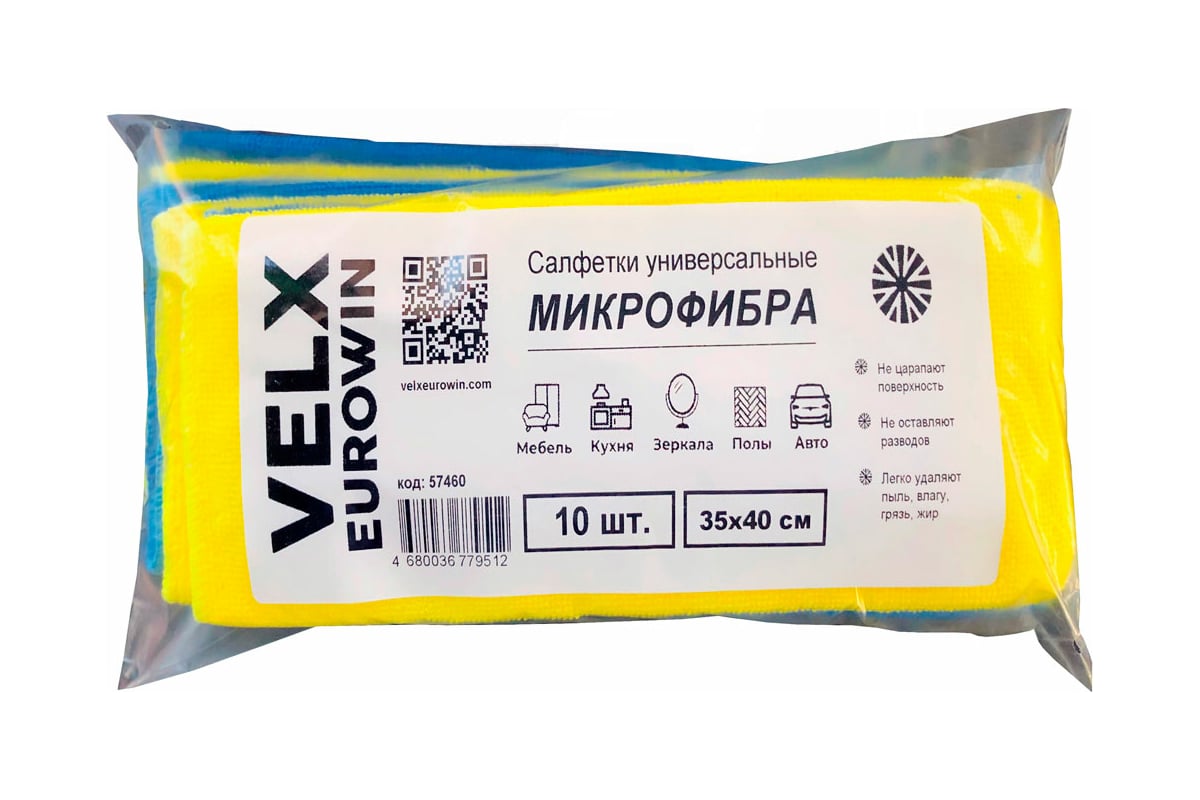 VELX
EUROWIN
velxeurowin.com
код: 57460
4 680036 779512
Салфетки универсальные
МИКРОФИБРА
Мебель Кухня Зеркала Полы Авто
10 шт.
35х40 см
Не царапают
поверхность
Не оставляют
разводов
Легко удаляют
пыль, влагу,
грязь, жир